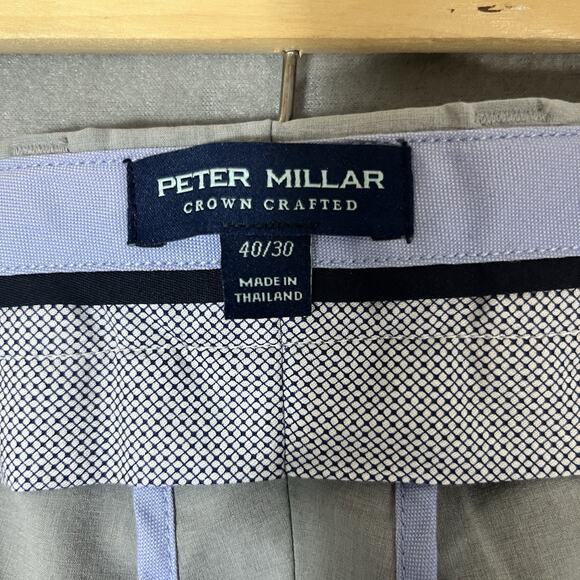 PETER MILLAR
CROWN CRAFTED
40/30
MADE IN
THAILAND